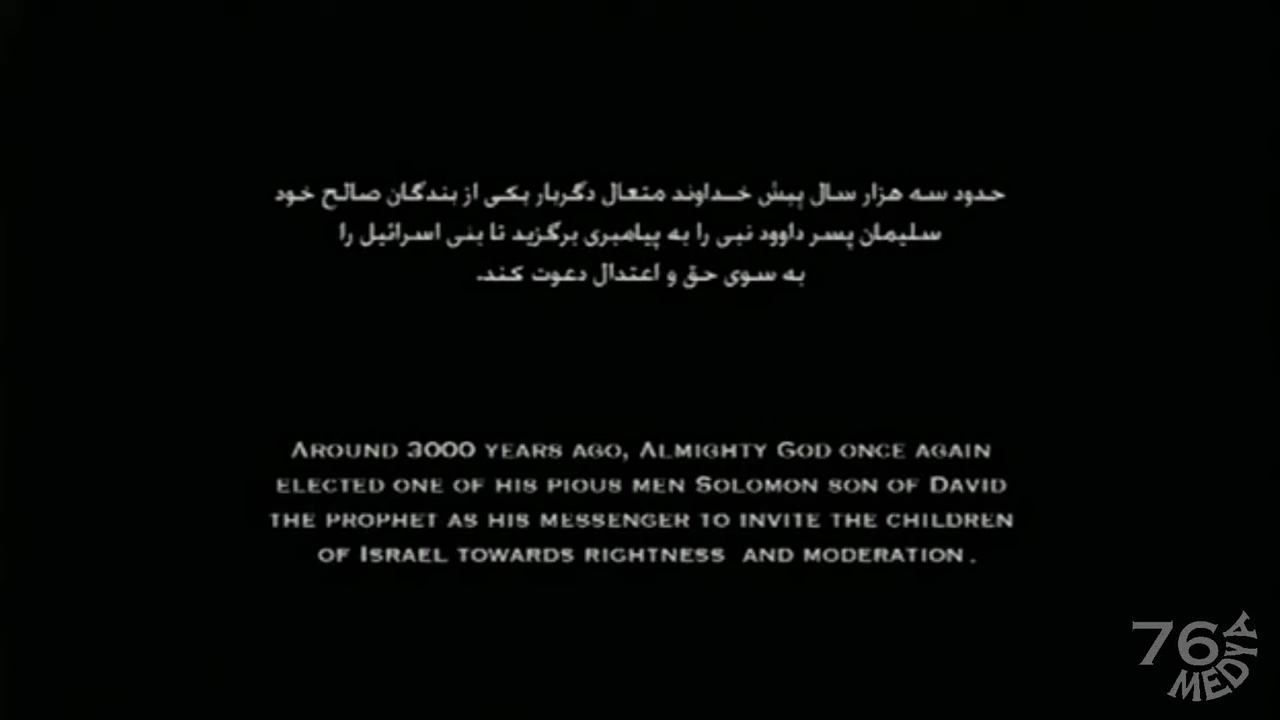 حدود سه هزار سال پیش خداوند متعال دگربار یکی از بندگان صالح خود
سلیمان پسر داوود نبی را به پیامبری برگزید تا بنی اسرائیل را
به سوی حق و اعتدال دعوت کند.
Around 3000 years ago, Almighty God once again
elected one of his pious men Solomon son of David
the prophet as his messenger to invite the children
of Israel towards rightness and moderation .
76
MEDYA